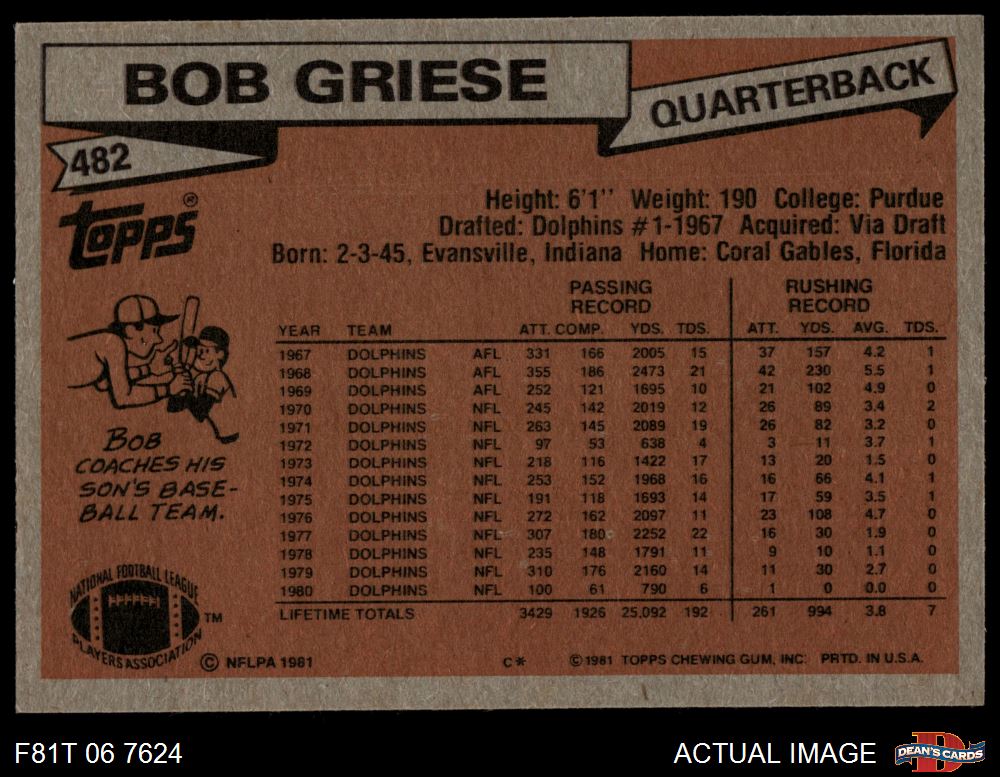 BOB GRIESE
QUARTERBACK
482
Topps®
Height: 6'1'' Weight: 190 College: Purdue
Drafted: Dolphins #1-1967 Acquired: Via Draft
Born: 2-3-45, Evansville, Indiana Home: Coral Gables, Florida
PASSING RECORD RUSHING RECORD
YEAR TEAM ATT. COMP. YDS. TDS. ATT. YDS. AVG. TDS.
1967 DOLPHINS AFL 331 166 2005 15 37 157 4.2 1
1968 DOLPHINS AFL 355 186 2473 21 42 230 5.5 1
1969 DOLPHINS AFL 252 121 1695 10 21 102 4.9 0
1970 DOLPHINS NFL 245 142 2019 12 26 89 3.4 2
1971 DOLPHINS NFL 263 145 2089 19 26 82 3.2 0
1972 DOLPHINS NFL 97 53 638 4 3 11 3.7 1
1973 DOLPHINS NFL 218 116 1422 17 13 20 1.5 0
1974 DOLPHINS NFL 253 152 1968 16 16 66 4.1 1
1975 DOLPHINS NFL 191 118 1693 14 17 59 3.5 1
1976 DOLPHINS NFL 272 162 2097 11 23 108 4.7 0
1977 DOLPHINS NFL 307 180 2252 22 16 30 1.9 0
1978 DOLPHINS NFL 235 148 1791 11 9 10 1.1 0
1979 DOLPHINS NFL 310 176 2160 14 11 30 2.7 0
1980 DOLPHINS NFL 100 61 790 6 1 0 0.0 0
LIFETIME TOTALS 3429 1926 25,092 192 261 994 3.8 7
BOB
COACHES HIS
SON'S BASE-
BALL TEAM.
NATIONAL FOOTBALL LEAGUE
PLAYERS ASSOCIATION
TM
© NFLPA 1981
C*
© 1981 TOPPS CHEWING GUM, INC. PRTD. IN U.S.A.
F81T 06 7624
ACTUAL IMAGE
D
DEAN'S CARDS